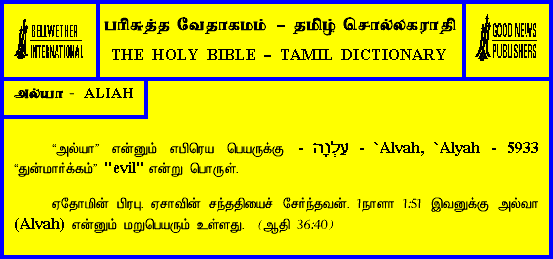 BELLWETHER
INTERNATIONAL
பரிசுத்த வேதாகமம் – தமிழ் சொல்லகராதி
THE HOLY BIBLE – TAMIL DICTIONARY
GOOD NEWS
PUBLISHERS
அல்யா - ALIAH
“அல்யா” என்னும் எபிரெய பெயருக்கு - עַלְוָה - `Alvah, `Alyah - 5933
“துன்மார்க்கம்” "evil" என்று பொருள்.
ஏதோமின் பிரபு. ஏசாவின் சந்ததியைச் சேர்ந்தவன். 1நாளா 1:51 இவனுக்கு அல்வா
(Alvah) என்னும் மறுபெயரும் உள்ளது. (ஆதி 36:40)